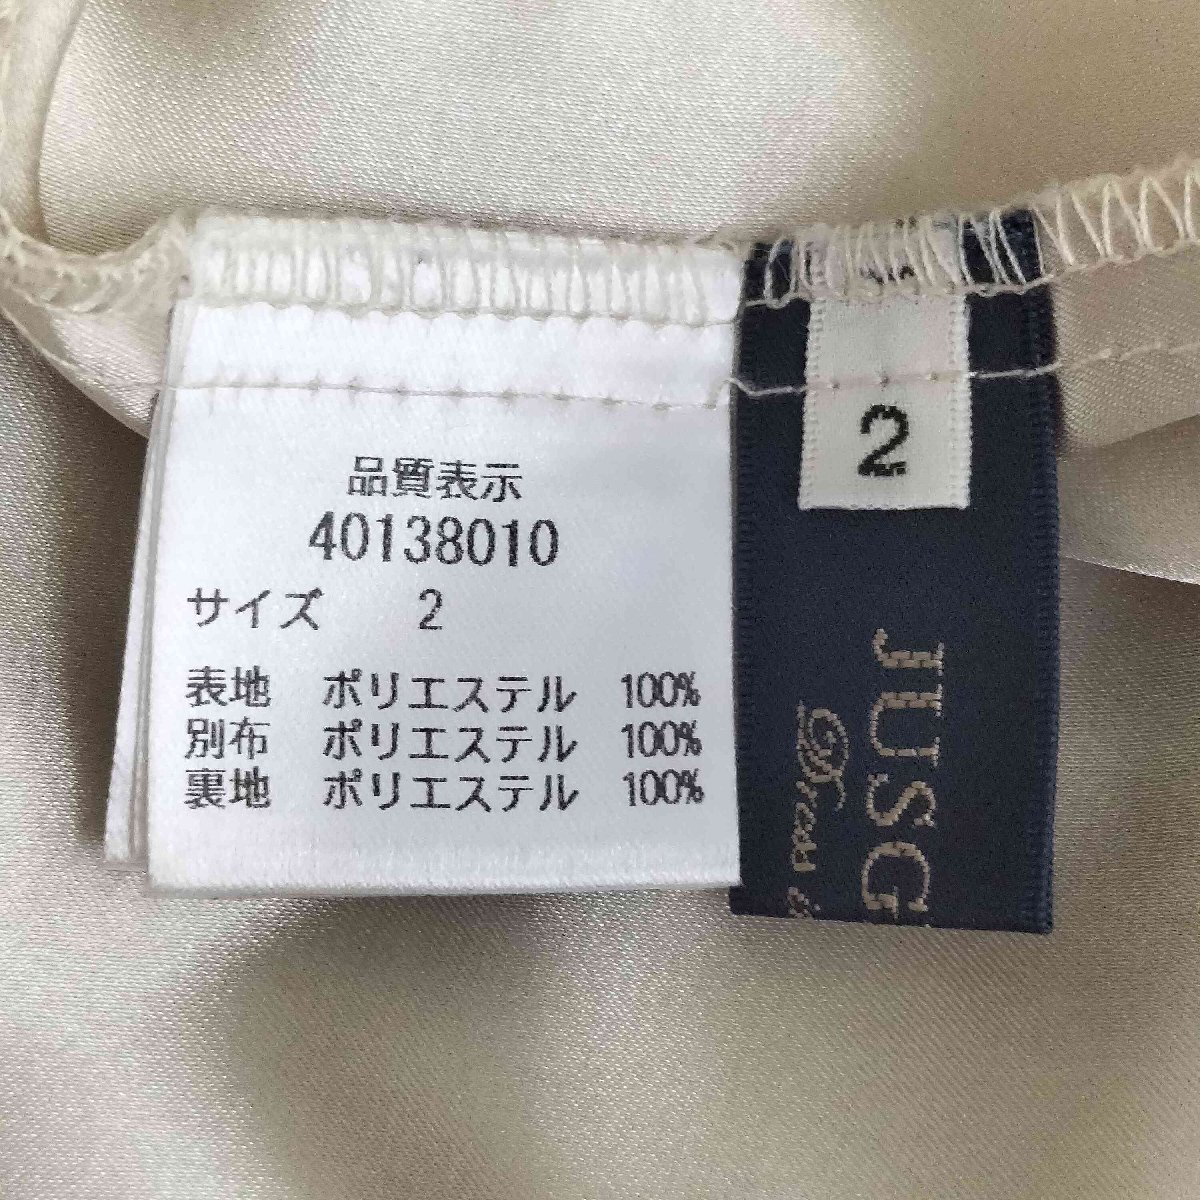 品質表示
40138010
サイズ 2
表地 ポリエステル 100%
別布 ポリエステル 100%
裏地 ポリエステル 100%
2
JUSG